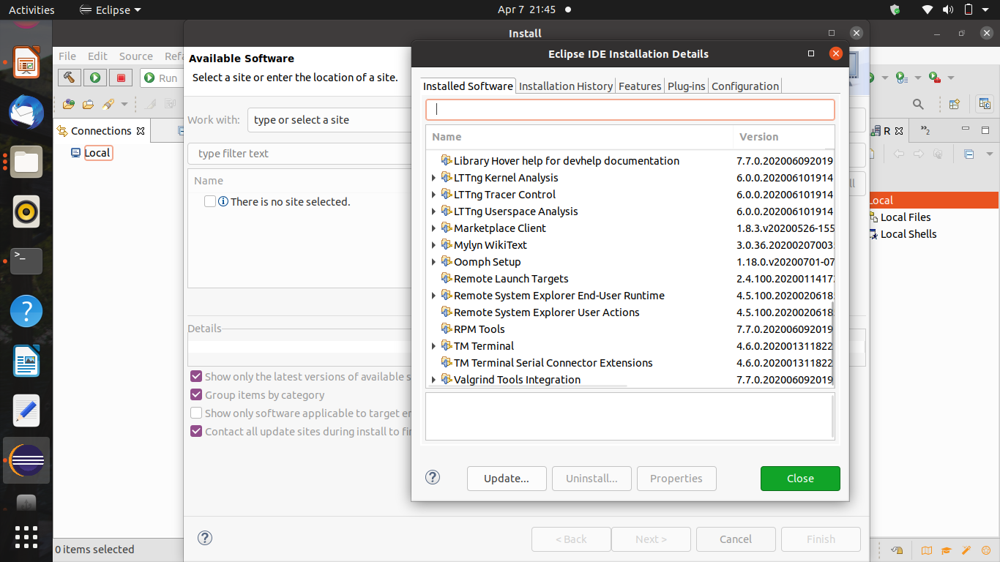 Activities
Eclipse
Apr 7 21:45
Install
File Edit Source Refa
Run
Available Software
Select a site or enter the location of a site.
Work with:
type or select a site
type filter text
Name
There is no site selected.
Details
Show only the latest versions of available s
Group items by category
Show only software applicable to target en
Contact all update sites during install to fin
< Back
Next >
Cancel
Finish
Connections
Local
0 items selected
Eclipse IDE Installation Details
Installed Software
Installation History
Features
Plug-ins
Configuration
Name Version
Library Hover help for devhelp documentation 7.7.0.202006092019
LTTng Kernel Analysis 6.0.0.202006101914
LTTng Tracer Control 6.0.0.202006101914
LTTng Userspace Analysis 6.0.0.202006101914
Marketplace Client 1.8.3.v20200526-155
Mylyn WikiText 3.0.36.20200207003
Oomph Setup 1.18.0.v20200701-07
Remote Launch Targets 2.4.100.2020011417
Remote System Explorer End-User Runtime 4.5.100.2020020618
Remote System Explorer User Actions 4.5.100.2020020618
RPM Tools 7.7.0.202006092019
TM Terminal 4.6.0.202001311822
TM Terminal Serial Connector Extensions 4.6.0.202001311822
Valgrind Tools Integration 7.7.0.202006092019
Update...
Uninstall...
Properties
Close
R
2
ll
Local
Local Files
Local Shells